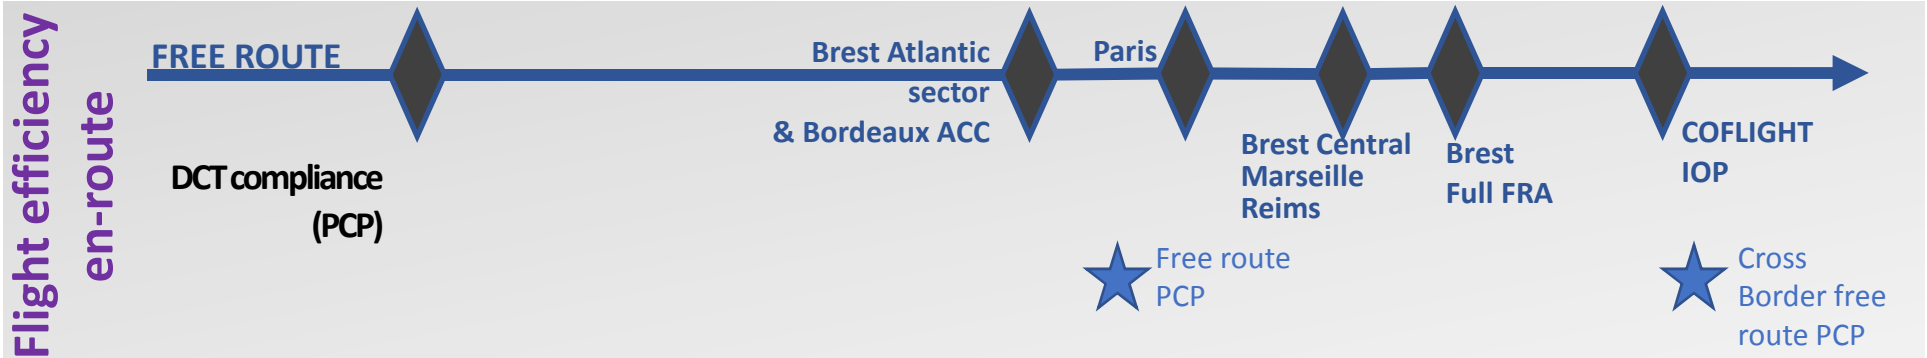 Flight efficiency
en-route
FREE ROUTE
DCT compliance
(PCP)
Brest Atlantic
sector
& Bordeaux ACC
Paris
Brest Central
Marseille
Reims
Brest
Full FRA
COFLIGHT
IOP
Free route
PCP
Cross
Border free
route PCP